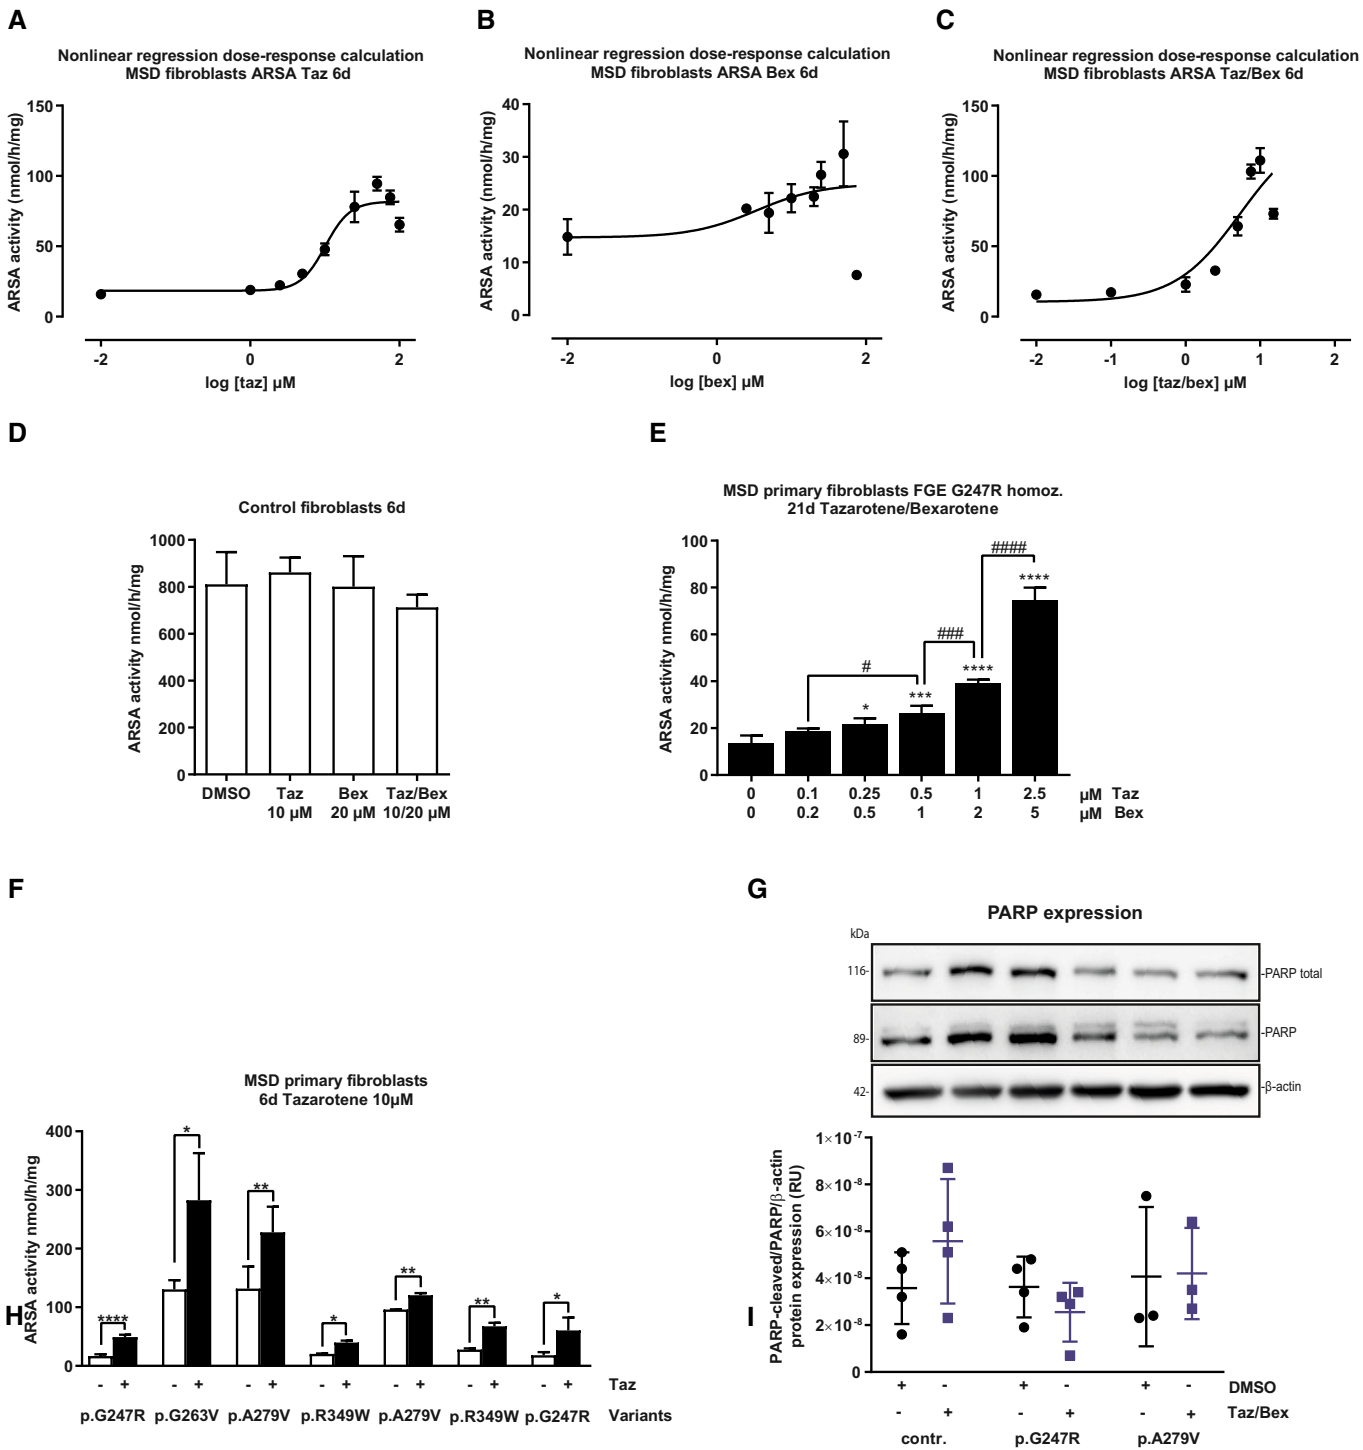 A
Nonlinear regression dose-response calculation
MSD fibroblasts ARSA Taz 6d
ARSA activity (nmol/h/mg)
150
100
50
0
-2
0
2
log [taz] µM
B
Nonlinear regression dose-response calculation
MSD fibroblasts ARSA Bex 6d
ARSA activity (nmol/h/mg)
40
30
20
10
0
-2
0
2
log [bex] µM
C
Nonlinear regression dose-response calculation
MSD fibroblasts ARSA Taz/Bex 6d
ARSA activity (nmol/h/mg)
150
100
50
0
-2
-1
0
1
2
log [taz/bex] µM
D
Control fibroblasts 6d
ARSA activity nmol/h/mg
1000
800
600
400
200
0
DMSO Taz Bex Taz/Bex
10 µM 20 µM 10/20 µM
E
MSD primary fibroblasts FGE G247R homoz.
21d Tazarotene/Bexarotene
ARSA activity nmol/h/mg
100
80
60
40
20
0
####
****
###
****
#
***
*
0 0.1 0.25 0.5 1 2.5 µM Taz
0 0.2 0.5 1 2 5 µM Bex
F
MSD primary fibroblasts
6d Tazarotene 10µM
ARSA activity nmol/h/mg
400
300
200
100
0
**** * ** * ** ** *
- + - + - + - + - + - + - + Taz
p.G247R p.G263V p.A279V p.R349W p.A279V p.R349W p.G247R Variants
G
PARP expression
kDa
116-
-PARP total
89-
-PARP
42-
-β-actin
PARP-cleaved/PARP/β-actin
protein expression (RU)
1×10-7
8×10-8
6×10-8
4×10-8
2×10-8
0
+ - + - + - DMSO
- + - + - + Taz/Bex
contr. p.G247R p.A279V
H
I